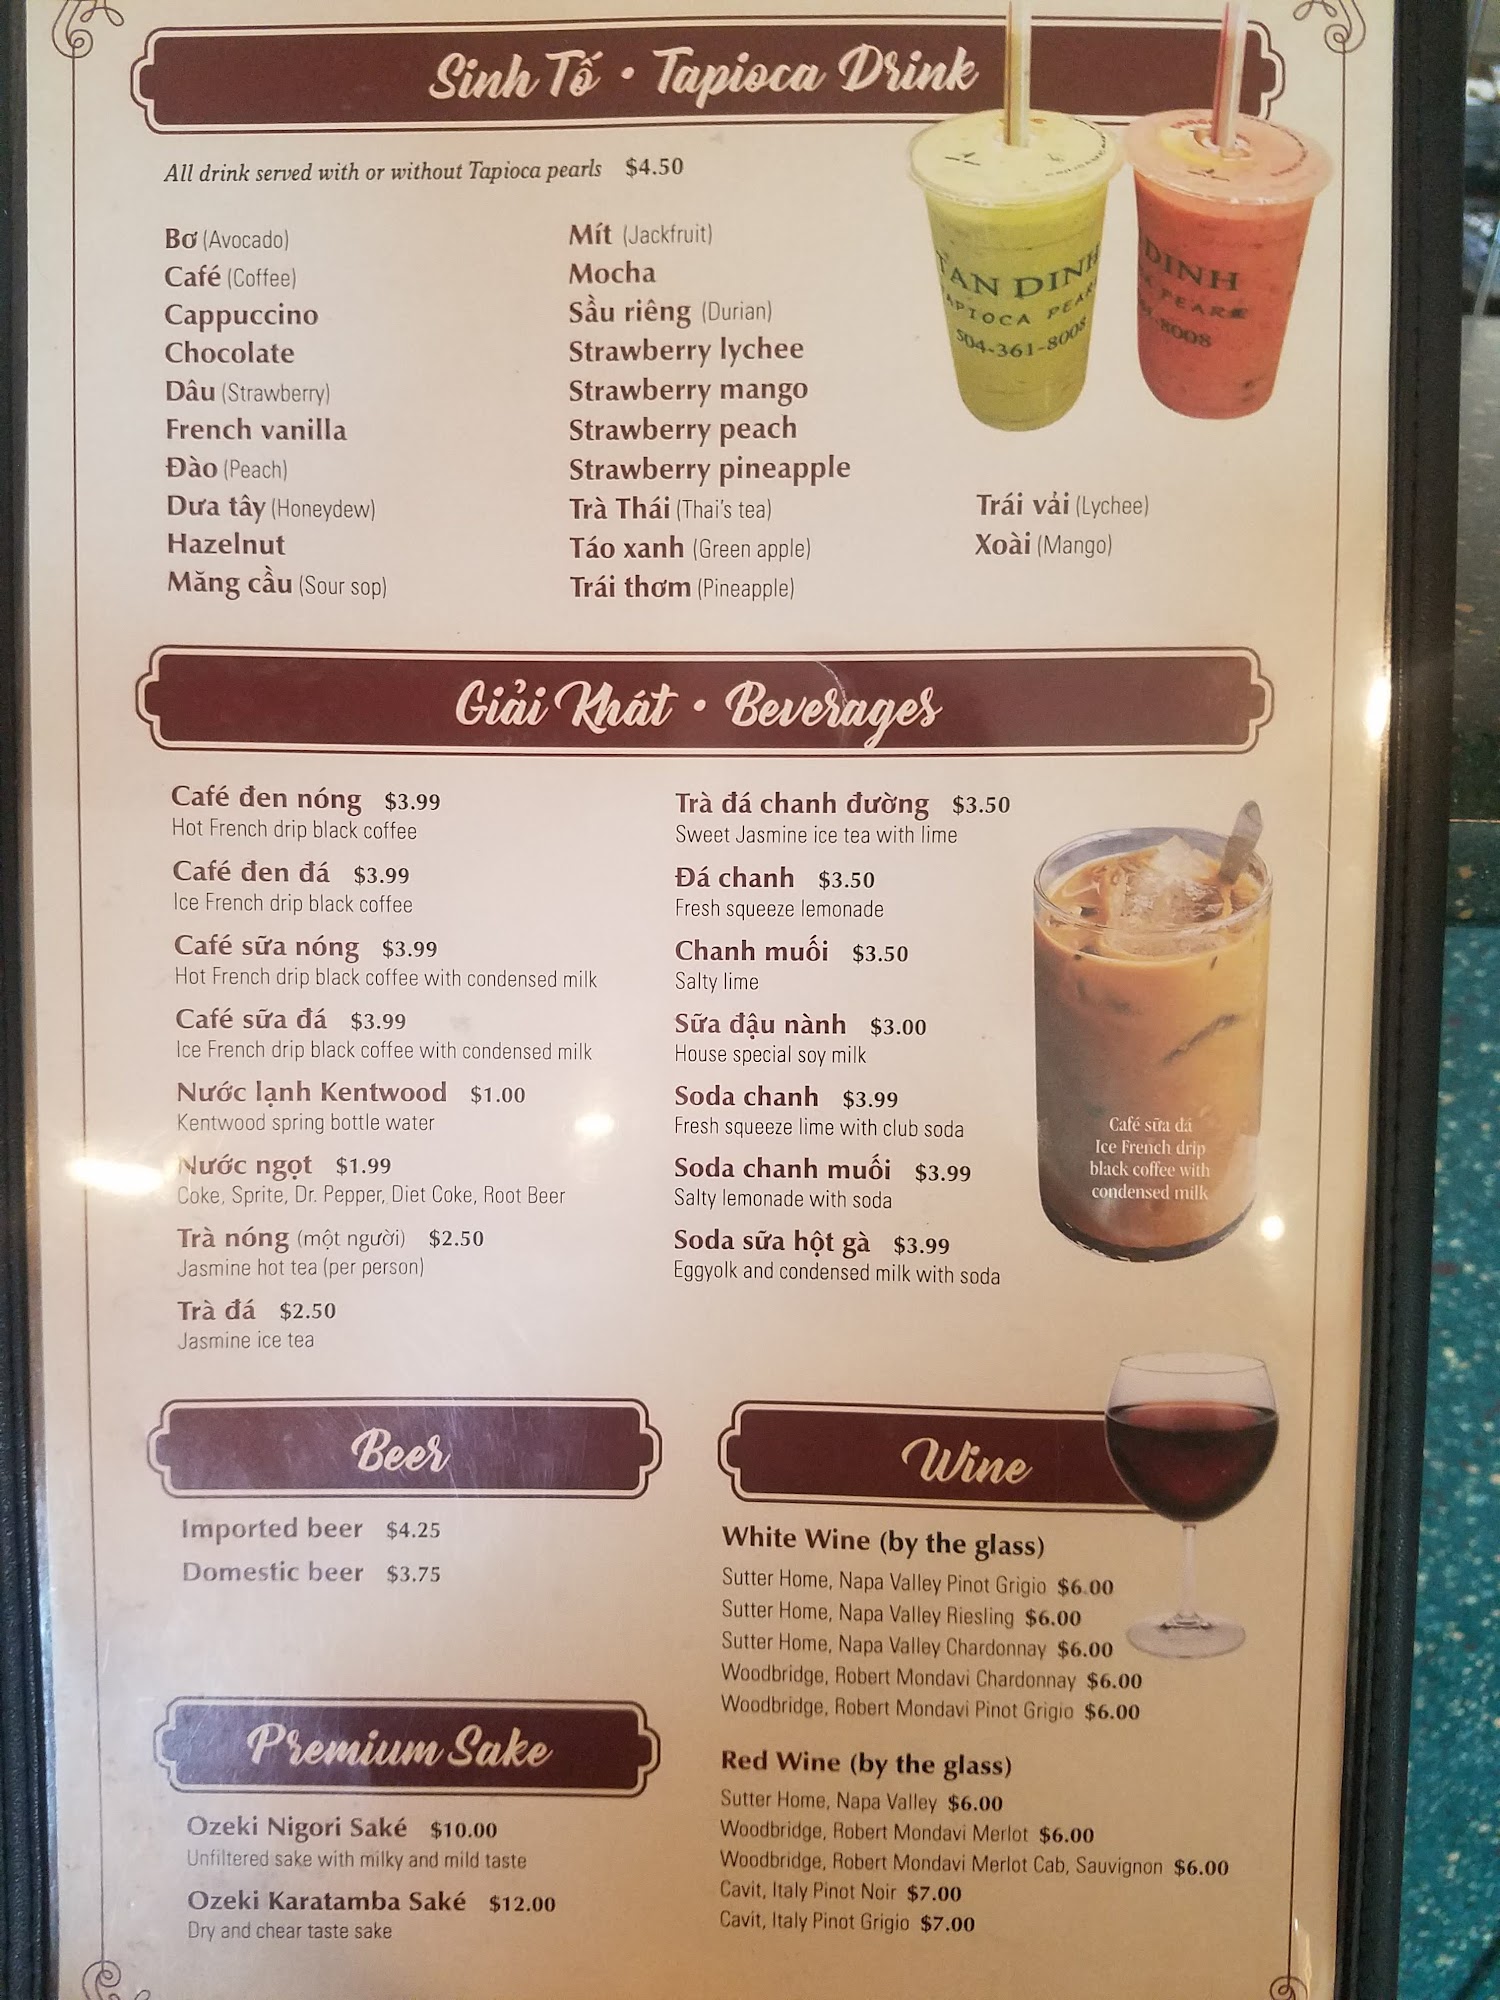 Sinh Tố • Tapioca Drink
All drink served with or without Tapioca pearls $4.50
Bơ (Avocado)
Café (Coffee)
Cappuccino
Chocolate
Dâu (Strawberry)
French vanilla
Đào (Peach)
Dưa tây (Honeydew)
Hazelnut
Măng cầu (Sour sop)
Mít (Jackfruit)
Mocha
Sầu riêng (Durian)
Strawberry lychee
Strawberry mango
Strawberry peach
Strawberry pineapple
Trà Thái (Thai's tea)
Táo xanh (Green apple)
Trái thơm (Pineapple)
Trái vải (Lychee)
Xoài (Mango)
TAN DINH
TAPIOCA PEARL
504-361-8008
DINH
PEARL
8008
Giải Khát • Beverages
Café đen nóng $3.99
Hot French drip black coffee
Café đen đá $3.99
Ice French drip black coffee
Café sữa nóng $3.99
Hot French drip black coffee with condensed milk
Café sữa đá $3.99
Ice French drip black coffee with condensed milk
Nước lạnh Kentwood $1.00
Kentwood spring bottle water
Nước ngọt $1.99
Coke, Sprite, Dr. Pepper, Diet Coke, Root Beer
Trà nóng (một người) $2.50
Jasmine hot tea (per person)
Trà đá $2.50
Jasmine ice tea
Trà đá chanh đường $3.50
Sweet Jasmine ice tea with lime
Đá chanh $3.50
Fresh squeeze lemonade
Chanh muối $3.50
Salty lime
Sữa đậu nành $3.00
House special soy milk
Soda chanh $3.99
Fresh squeeze lime with club soda
Soda chanh muối $3.99
Salty lemonade with soda
Soda sữa hột gà $3.99
Eggyolk and condensed milk with soda
Café sữa đá
Ice French drip
black coffee with
condensed milk
Beer
Imported beer $4.25
Domestic beer $3.75
Premium Sake
Ozeki Nigori Saké $10.00
Unfiltered sake with milky and mild taste
Ozeki Karatamba Saké $12.00
Dry and chear taste sake
Wine
White Wine (by the glass)
Sutter Home, Napa Valley Pinot Grigio $6.00
Sutter Home, Napa Valley Riesling $6.00
Sutter Home, Napa Valley Chardonnay $6.00
Woodbridge, Robert Mondavi Chardonnay $6.00
Woodbridge, Robert Mondavi Pinot Grigio $6.00
Red Wine (by the glass)
Sutter Home, Napa Valley $6.00
Woodbridge, Robert Mondavi Merlot $6.00
Woodbridge, Robert Mondavi Merlot Cab, Sauvignon $6.00
Cavit, Italy Pinot Noir $7.00
Cavit, Italy Pinot Grigio $7.00